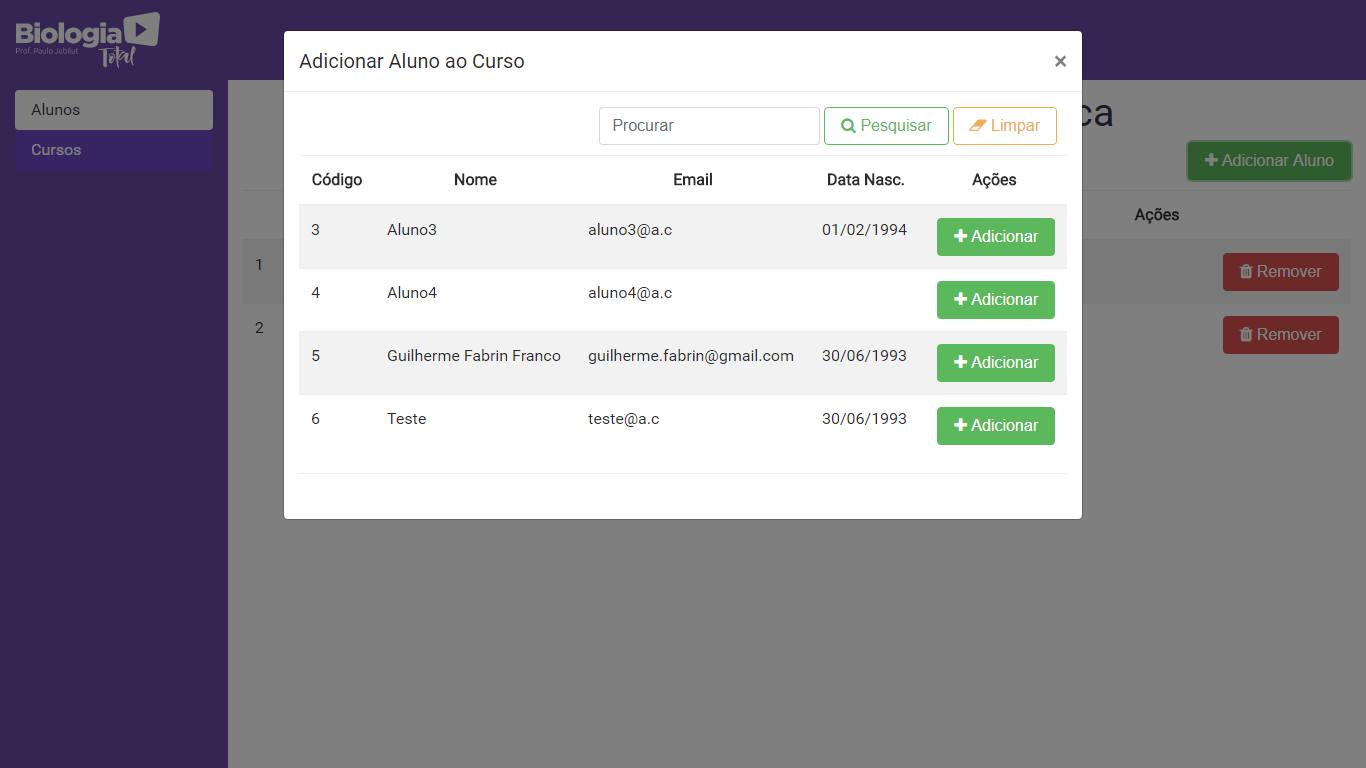 Biologia
Prof. Paulo Jubilut
Total
Alunos
Cursos
ca
Adicionar Aluno
Ações
1 Remover
2 Remover
Adicionar Aluno ao Curso ×
Procurar Pesquisar Limpar
Código Nome Email Data Nasc. Ações
3 Aluno3 aluno3@a.c 01/02/1994 Adicionar
4 Aluno4 aluno4@a.c Adicionar
5 Guilherme Fabrin Franco guilherme.fabrin@gmail.com 30/06/1993 Adicionar
6 Teste teste@a.c 30/06/1993 Adicionar